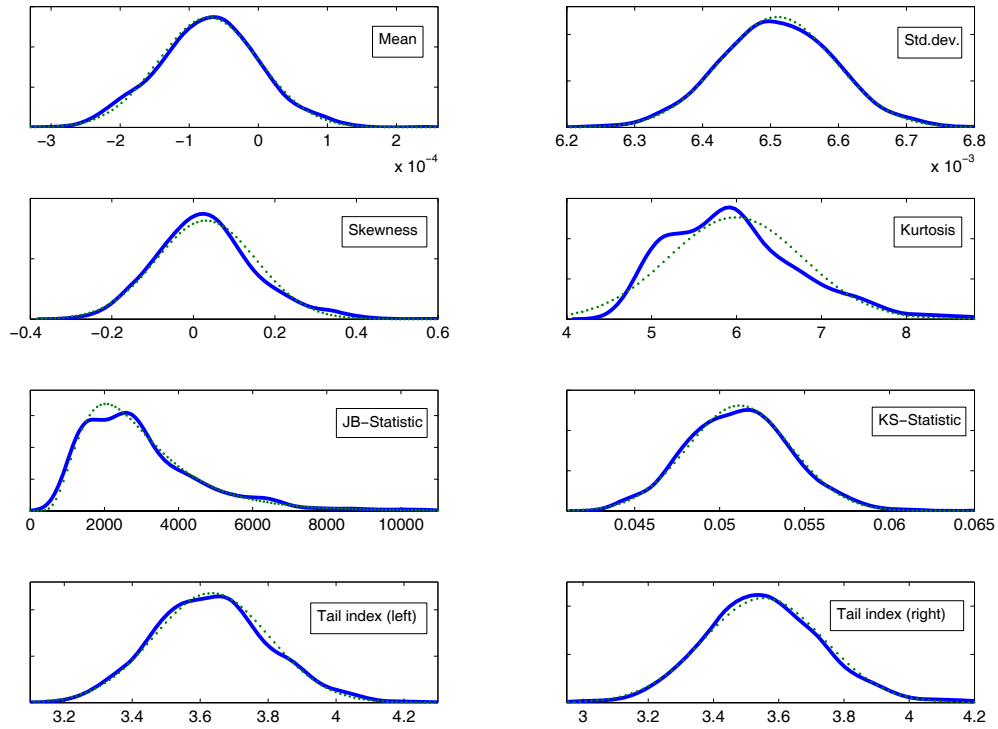 Mean
−3 −2 −1 0 1
x 10−4
Std.dev.
6.2 6.3 6.4 6.5 6.6 6.7 6.8
x 10−3
Skewness
−0.4 −0.2 0 0.2 0.4 0.6
Kurtosis
4 5 6 7 8
JB−Statistic
0 2000 4000 6000 8000 10000
KS−Statistic
0.045 0.05 0.055 0.06 0.065
Tail index (left)
3.2 3.4 3.6 3.8 4 4.2
Tail index (right)
3 3.2 3.4 3.6 3.8 4 4.2